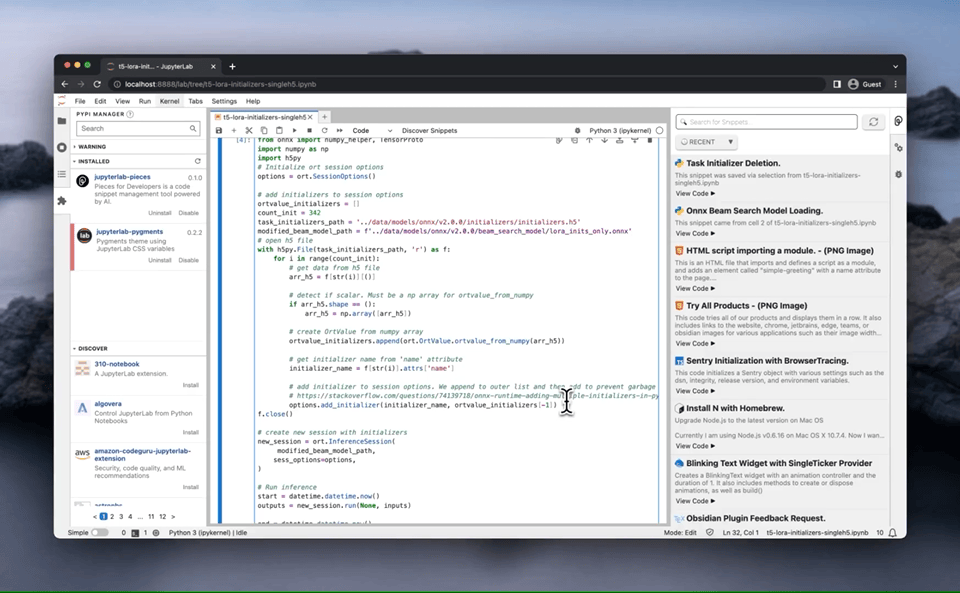 t5-lora-init... - JupyterLab
localhost:8888/lab/tree/t5-lora-initializers-singleh5.ipynb
Guest
File Edit View Run Kernel Tabs Settings Help
PYPI MANAGER
Search
WARNING
INSTALLED
jupyterlab-pieces 0.1.0
Pieces for Developers is a code
snippet management tool powered
by AI.
Uninstall Disable
jupyterlab-pygments 0.2.2
Pygments theme using
JupyterLab CSS variables
Uninstall Disable
DISCOVER
310-notebook
A JupyterLab extension.
Install
algovera
Control JupyterLab from Python
Notebooks
Install
aws
amazon-codeguru-jupyterlab-
extension
Security, code quality, and ML
recommendations
Install
< 1 2 3 4 ... 11 12 >
Simple 0 1 Python 3 (ipykernel) | Idle
t5-lora-initializers-singleh5
Code Discover Snippets Python 3 (ipykernel)
[4]: from onnx import numpy_helper, TensorProto
import numpy as np
import h5py
# Initialize ort session options
options = ort.SessionOptions()
# add initializers to session options
ortvalue_initializers = []
count_init = 342
task_initializers_path = '../data/models/onnx/v2.0.0/initializers/initializers.h5'
modified_beam_model_path = f'../data/models/onnx/v2.0.0/beam_search_model/lora_inits_only.onnx'
# open h5 file
with h5py.File(task_initializers_path, 'r') as f:
for i in range(count_init):
# get data from h5 file
arr_h5 = f[str(i)][()]
# detect if scalar. Must be a np array for ortvalue_from_numpy
if arr_h5.shape == ():
arr_h5 = np.array([arr_h5])
# create OrtValue from numpy array
ortvalue_initializers.append(ort.OrtValue.ortvalue_from_numpy(arr_h5))
# get initializer name from 'name' attribute
initializer_name = f[str(i)].attrs['name']
# add initializer to session options. We append to outer list and then add to prevent garbage
# https://stackoverflow.com/questions/74139718/onnx-runtime-adding-multiple-initializers-in-py
options.add_initializer(initializer_name, ortvalue_initializers[-1])
f.close()
# create new session with initializers
new_session = ort.InferenceSession(
modified_beam_model_path,
sess_options=options,
)
# Run inference
start = datetime.datetime.now()
outputs = new_session.run(None, inputs)
Search for Snippets...
RECENT
Task Initializer Deletion.
This snippet was saved via selection from t5-lora-
initializers-singleh5.ipynb
View Code
Onnx Beam Search Model Loading.
This snippet came from cell 2 of t5-lora-initializers-
singleh5.ipynb
View Code
HTML script importing a module. - (PNG Image)
This is an HTML file that imports and defines a script as a module,
and adds an element called "simple-greeting" with a name attribute
to the page....
View Code
Try All Products - (PNG Image)
This code tries all of our products and displays them in a row. It also
includes links to the website, chrome, jetbrains, edge, teams, or
obsidian images for various applications such as header, image width...
View Code
Sentry Initialization with BrowserTracing.
This code initializes a Sentry object with various settings such as the
dsn, integrity, release version, and environment variables.
View Code
Install N with Homebrew.
Upgrade Node.js to the latest version on Mac OS
Currently i am using Node.js v0.6.16 on Mac OS X 10.7.4. Now I wan...
View Code
Blinking Text Widget with SingleTicker Provider
Creates a BlinkingText widget with an animation controller and the
duration of 1. It also includes methods to create or dispose
animations, as well as build()
View Code
Obsidian Plugin Feedback Request.
Mode: Edit Ln 32, Col 1 t5-lora-initializers-singleh5.ipynb 10